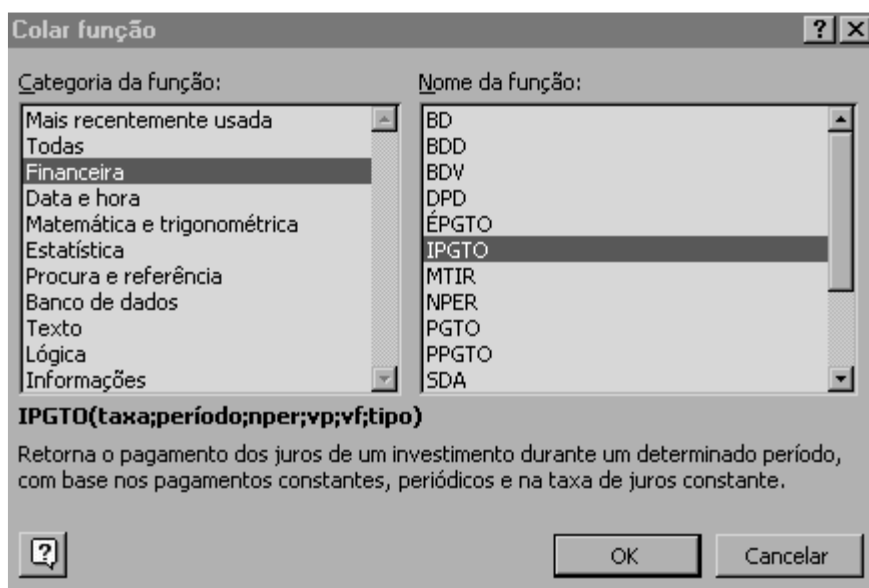 Colar função
Categoria da função:
Mais recentemente usada
Todas
Financeira
Data e hora
Matemática e trigonométrica
Estatística
Procura e referência
Banco de dados
Texto
Lógica
Informações
Nome da função:
BD
BDD
BDV
DPD
ÉPGTO
IPGTO
MTIR
NPER
PGTO
PPGTO
SDA
IPGTO(taxa;período;nper;vp;vf;tipo)
Retorna o pagamento dos juros de um investimento durante um determinado período,
com base nos pagamentos constantes, periódicos e na taxa de juros constante.
OK
Cancelar